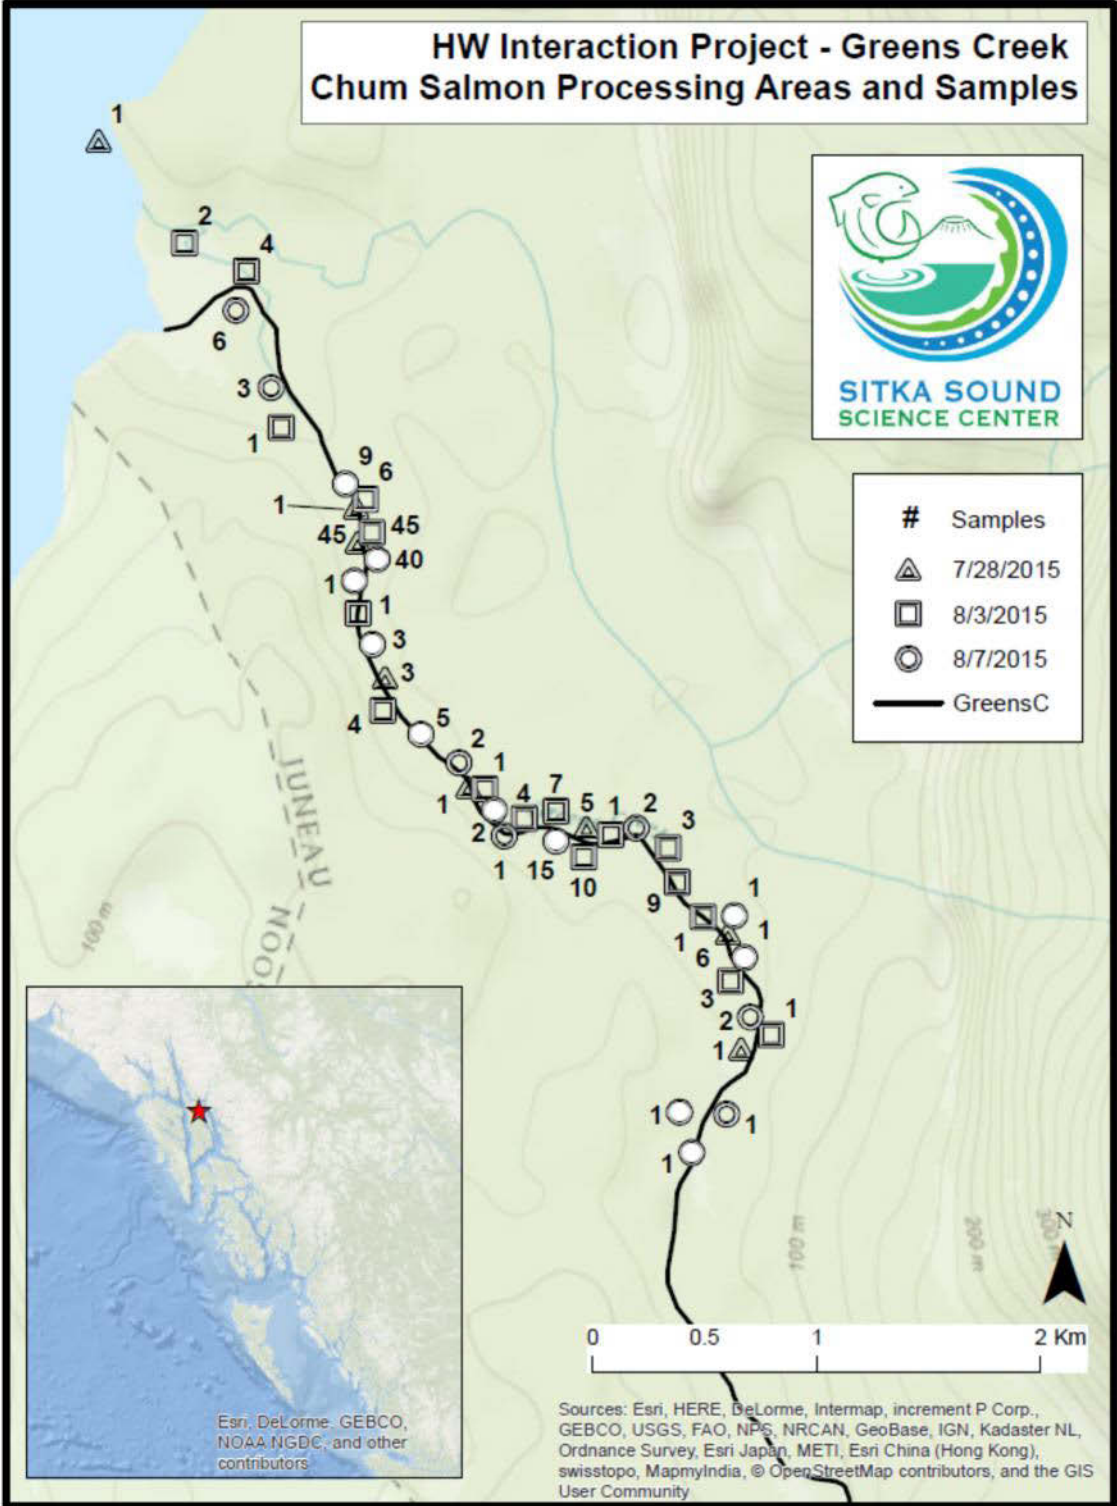 HW Interaction Project - Greens Creek
Chum Salmon Processing Areas and Samples
1
2
4
6
3
1
9
6
1
45
45
40
1
1
3
3
4
5
2
1
1
4
7
5
1
2
3
2
1
15
10
9
1
1
1
6
3
2
1
1
1
1
1
SITKA SOUND
SCIENCE CENTER
# Samples
7/28/2015
8/3/2015
8/7/2015
GreensC
JUNEAU
HOON
100 m
100 m
200 m
300 m
N
0 0.5 1 2 Km
Esri, DeLorme, GEBCO,
NOAA NGDC, and other
contributors
Sources: Esri, HERE, DeLorme, Intermap, increment P Corp.,
GEBCO, USGS, FAO, NPS, NRCAN, GeoBase, IGN, Kadaster NL,
Ordnance Survey, Esri Japan, METI, Esri China (Hong Kong),
swisstopo, MapmyIndia, © OpenStreetMap contributors, and the GIS
User Community